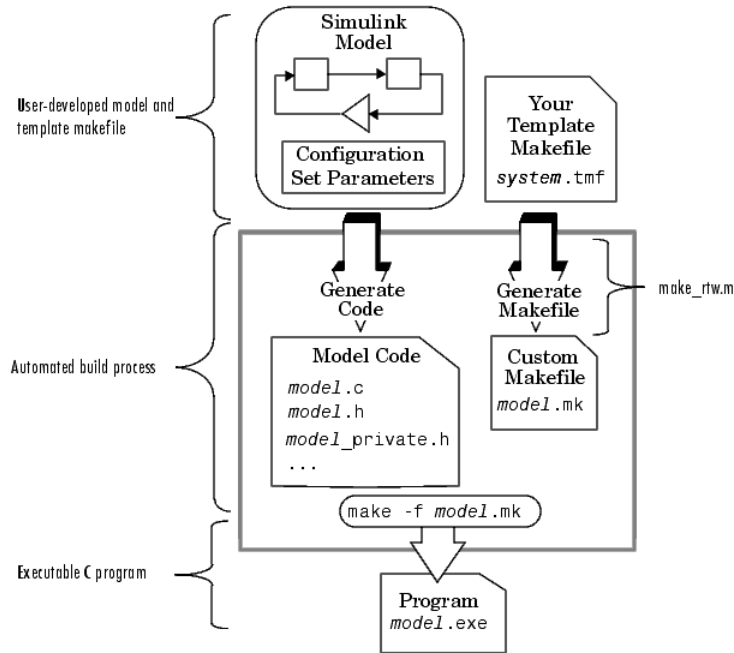 Simulink
Model
Configuration
Set Parameters
User-developed model and
template makefile
Your
Template
Makefile
system.tmf
Generate
Code
Generate
Makefile
make_rtw.m
Automated build process
Model Code
model.c
model.h
model_private.h
...
Custom
Makefile
model.mk
make -f model.mk
Executable C program
Program
model.exe